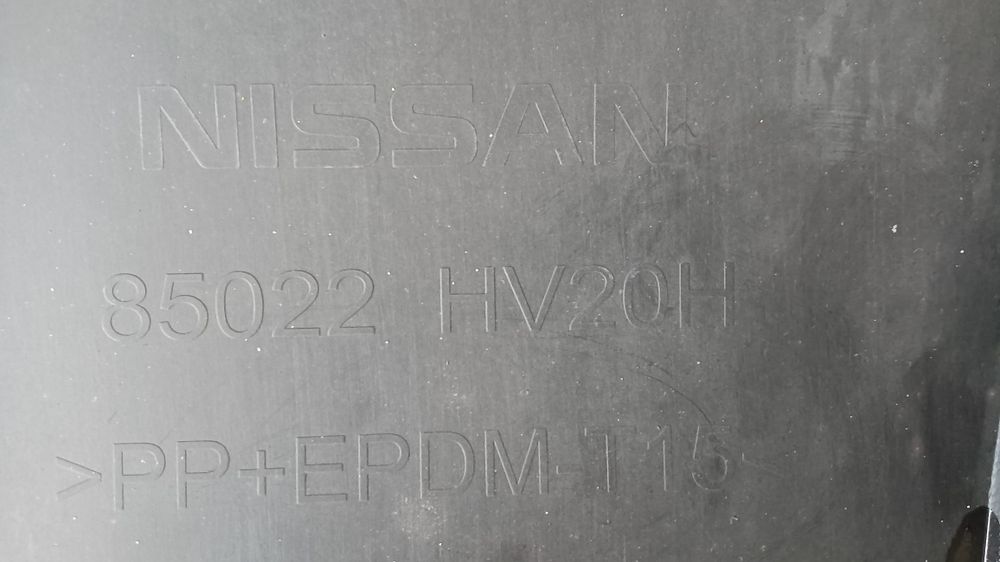 NISSAN
85022 HV20H
>PP+EPDM-T15<